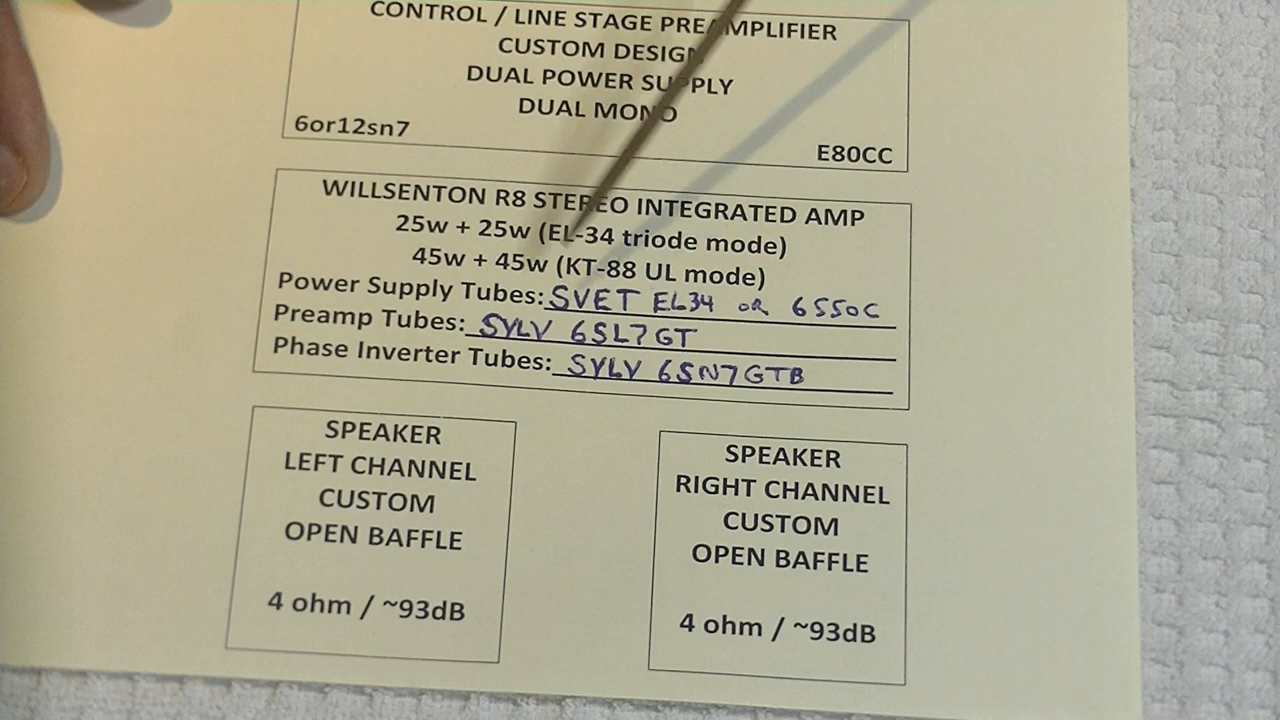 CONTROL / LINE STAGE PREAMPLIFIER
CUSTOM DESIGN
DUAL POWER SUPPLY
DUAL MONO
6or12sn7
E80CC
WILLSENTON R8 STEREO INTEGRATED AMP
25w + 25w (EL-34 triode mode)
45w + 45w (KT-88 UL mode)
Power Supply Tubes: SVET EL34 OR 6550C
Preamp Tubes: SYLV 6SL7GT
Phase Inverter Tubes: SYLV 6SN7GTB
SPEAKER
LEFT CHANNEL
CUSTOM
OPEN BAFFLE
4 ohm / ~93dB
SPEAKER
RIGHT CHANNEL
CUSTOM
OPEN BAFFLE
4 ohm / ~93dB